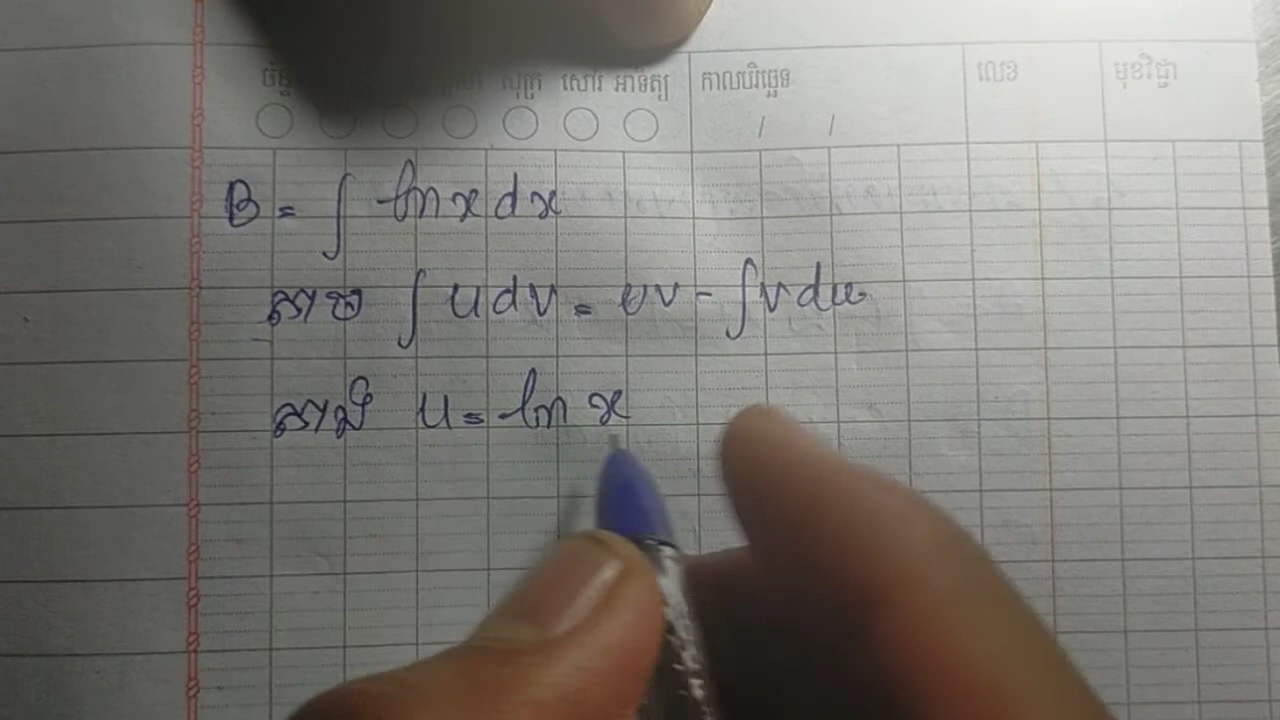 សុក្រ សៅរ៍ អាទិត្យ កាលបរិច្ឆេទ លេខ មុខវិជ្ជា
/ /
B = ∫ ln x dx
តាម ∫ u dv = uv - ∫ v du
តាង u = ln x